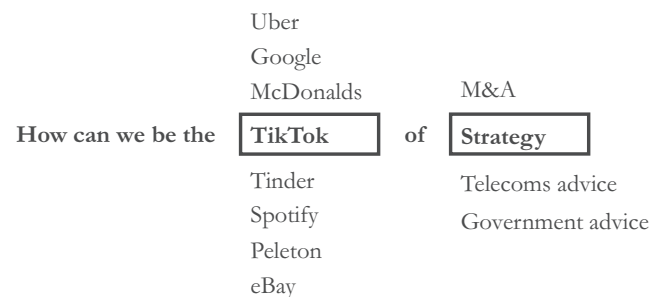 Uber
Google
McDonalds
M&A
How can we be the TikTok of Strategy
Tinder
Telecoms advice
Spotify
Government advice
Peleton
eBay